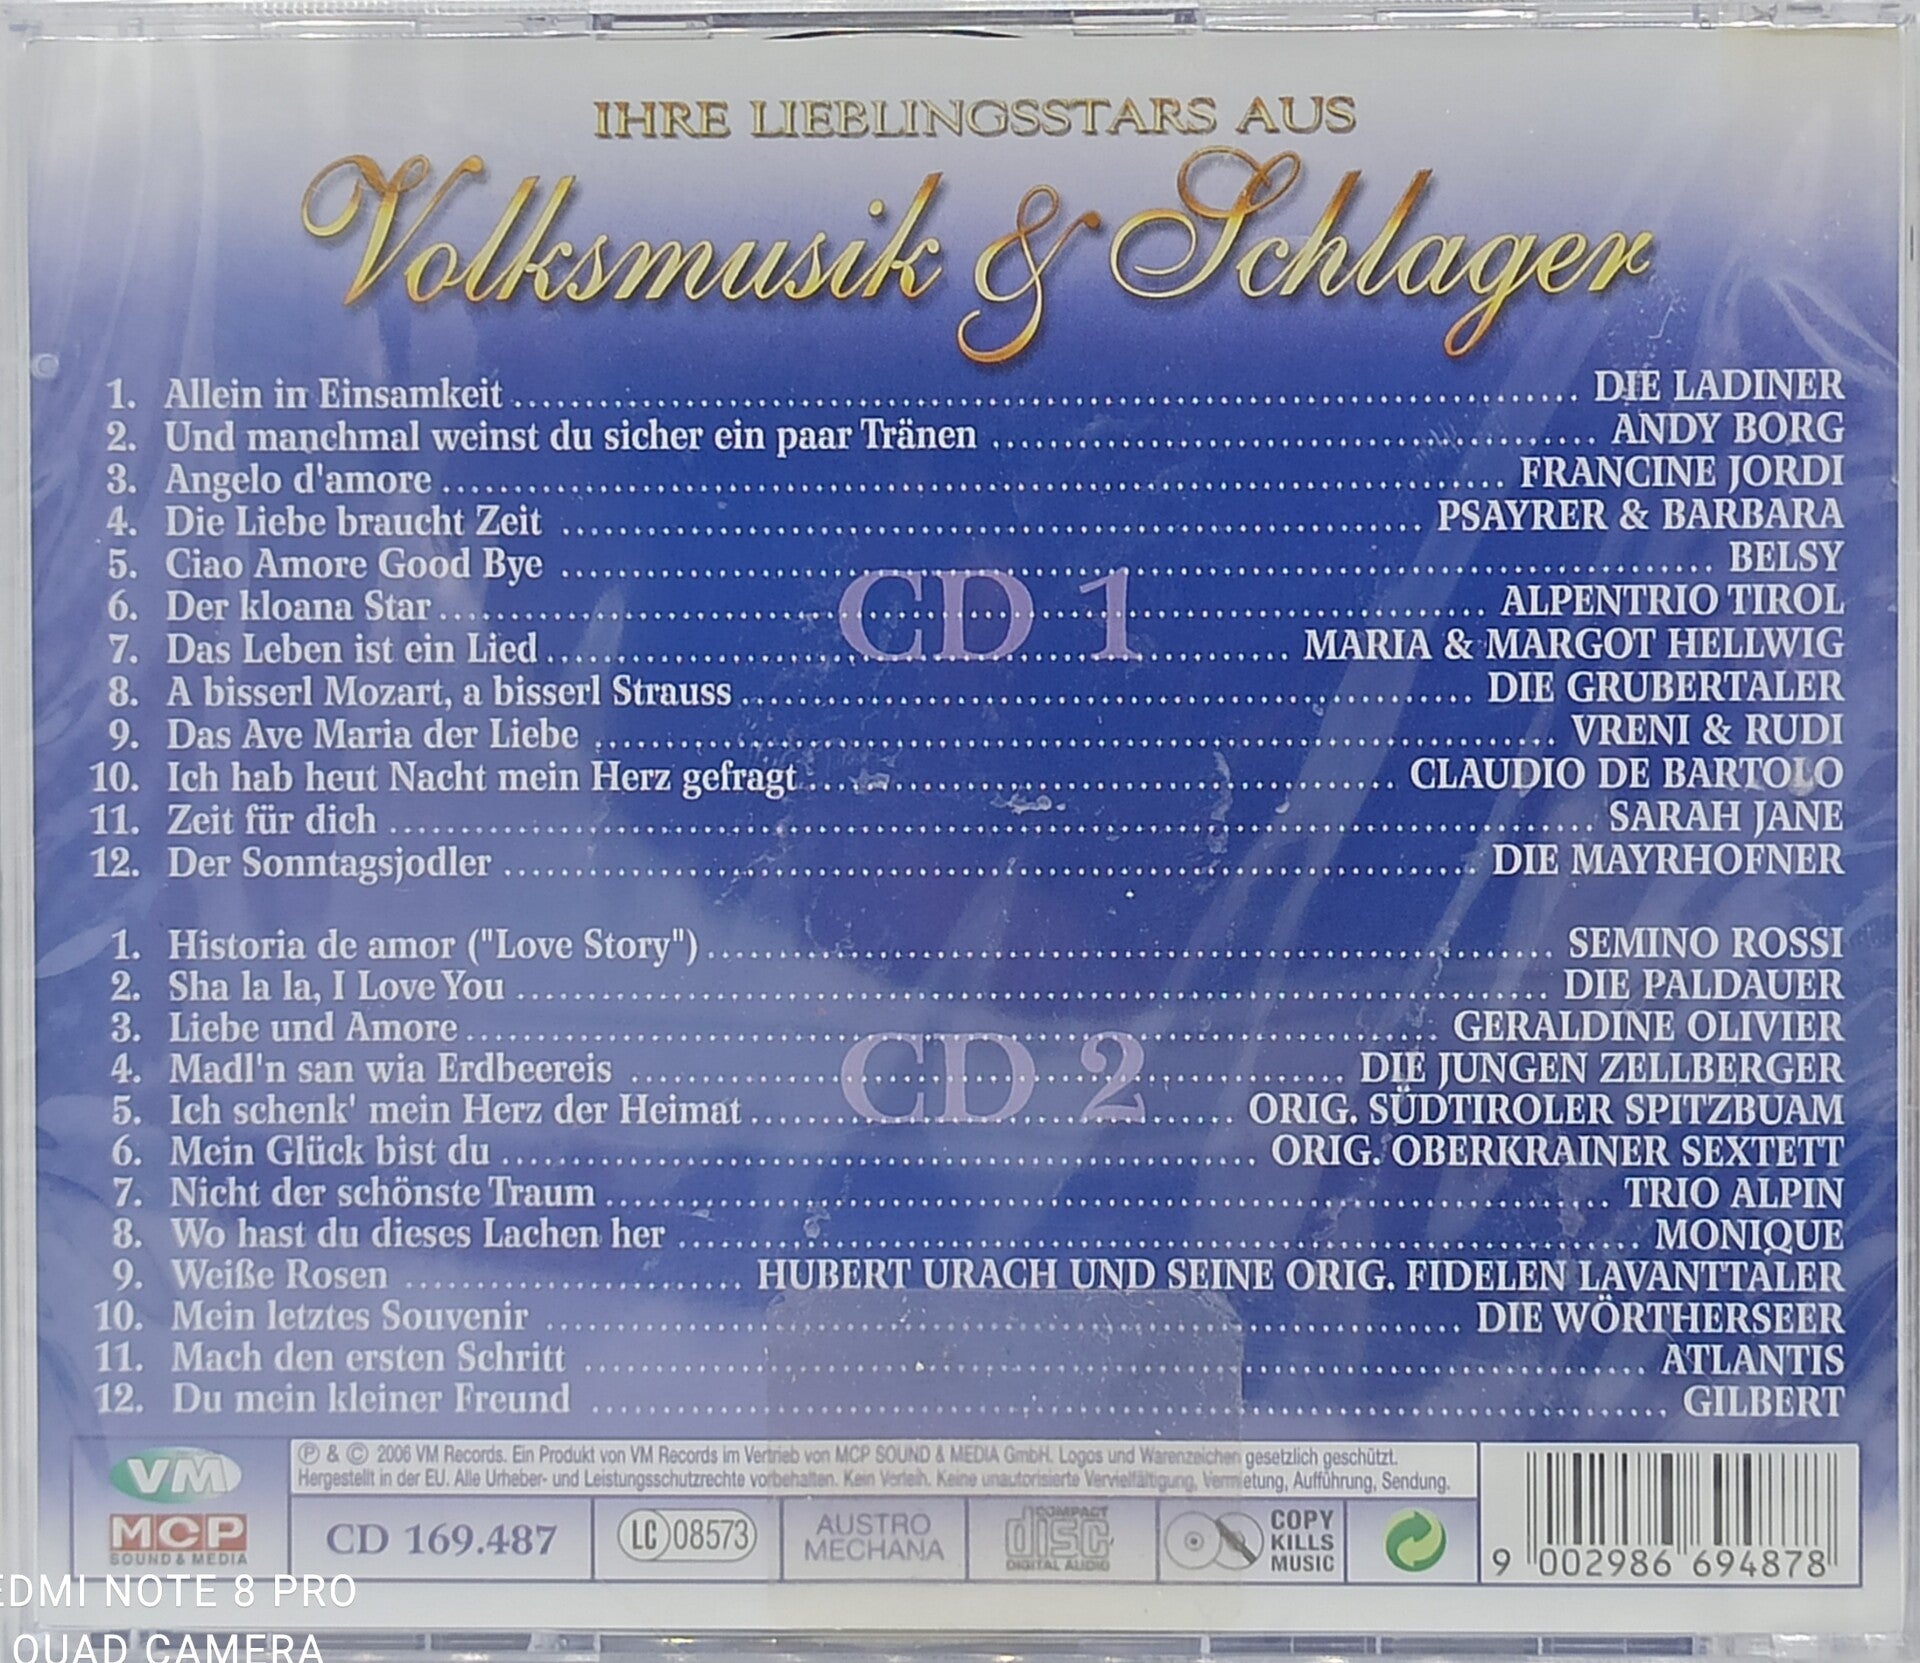 IHRE LIEBLINGSSTARS AUS
Volksmusik & Schlager
CD 1
1. Allein in Einsamkeit DIE LADINER
2. Und manchmal weinst du sicher ein paar Tränen ANDY BORG
3. Angelo d'amore FRANCINE JORDI
4. Die Liebe braucht Zeit PSAYRER & BARBARA
5. Ciao Amore Good Bye BELSY
6. Der kloana Star ALPENTRIO TIROL
7. Das Leben ist ein Lied MARIA & MARGOT HELLWIG
8. A bisserl Mozart, a bisserl Strauss DIE GRUBERTALER
9. Das Ave Maria der Liebe VRENI & RUDI
10. Ich hab heut Nacht mein Herz gefragt CLAUDIO DE BARTOLO
11. Zeit für dich SARAH JANE
12. Der Sonntagsjodler DIE MAYRHOFNER
CD 2
1. Historia de amor ("Love Story") SEMINO ROSSI
2. Sha la la, I Love You DIE PALDAUER
3. Liebe und Amore GERALDINE OLIVIER
4. Madl'n san wia Erdbeereis DIE JUNGEN ZELLBERGER
5. Ich schenk' mein Herz der Heimat ORIG. SÜDTIROLER SPITZBUAM
6. Mein Glück bist du ORIG. OBERKRAINER SEXTETT
7. Nicht der schönste Traum TRIO ALPIN
8. Wo hast du dieses Lachen her MONIQUE
9. Weiße Rosen HUBERT URACH UND SEINE ORIG. FIDELEN LAVANTTALER
10. Mein letztes Souvenir DIE WÖRTHERSEER
11. Mach den ersten Schritt ATLANTIS
12. Du mein kleiner Freund GILBERT
VM
MCP
SOUND & MEDIA
℗ & © 2006 VM Records. Ein Produkt von VM Records im Vertrieb von MCP SOUND & MEDIA GmbH. Logos und Warenzeichen gesetzlich geschützt.
Hergestellt in der EU. Alle Urheber- und Leistungsschutzrechte vorbehalten. Kein Verleih. Keine unautorisierte Vervielfältigung, Vermietung, Aufführung, Sendung.
CD 169.487
LC 08573
AUSTRO
MECHANA
COMPACT
disc
DIGITAL AUDIO
COPY
KILLS
MUSIC
9 002986 694878
EDMI NOTE 8 PRO
QUAD CAMERA